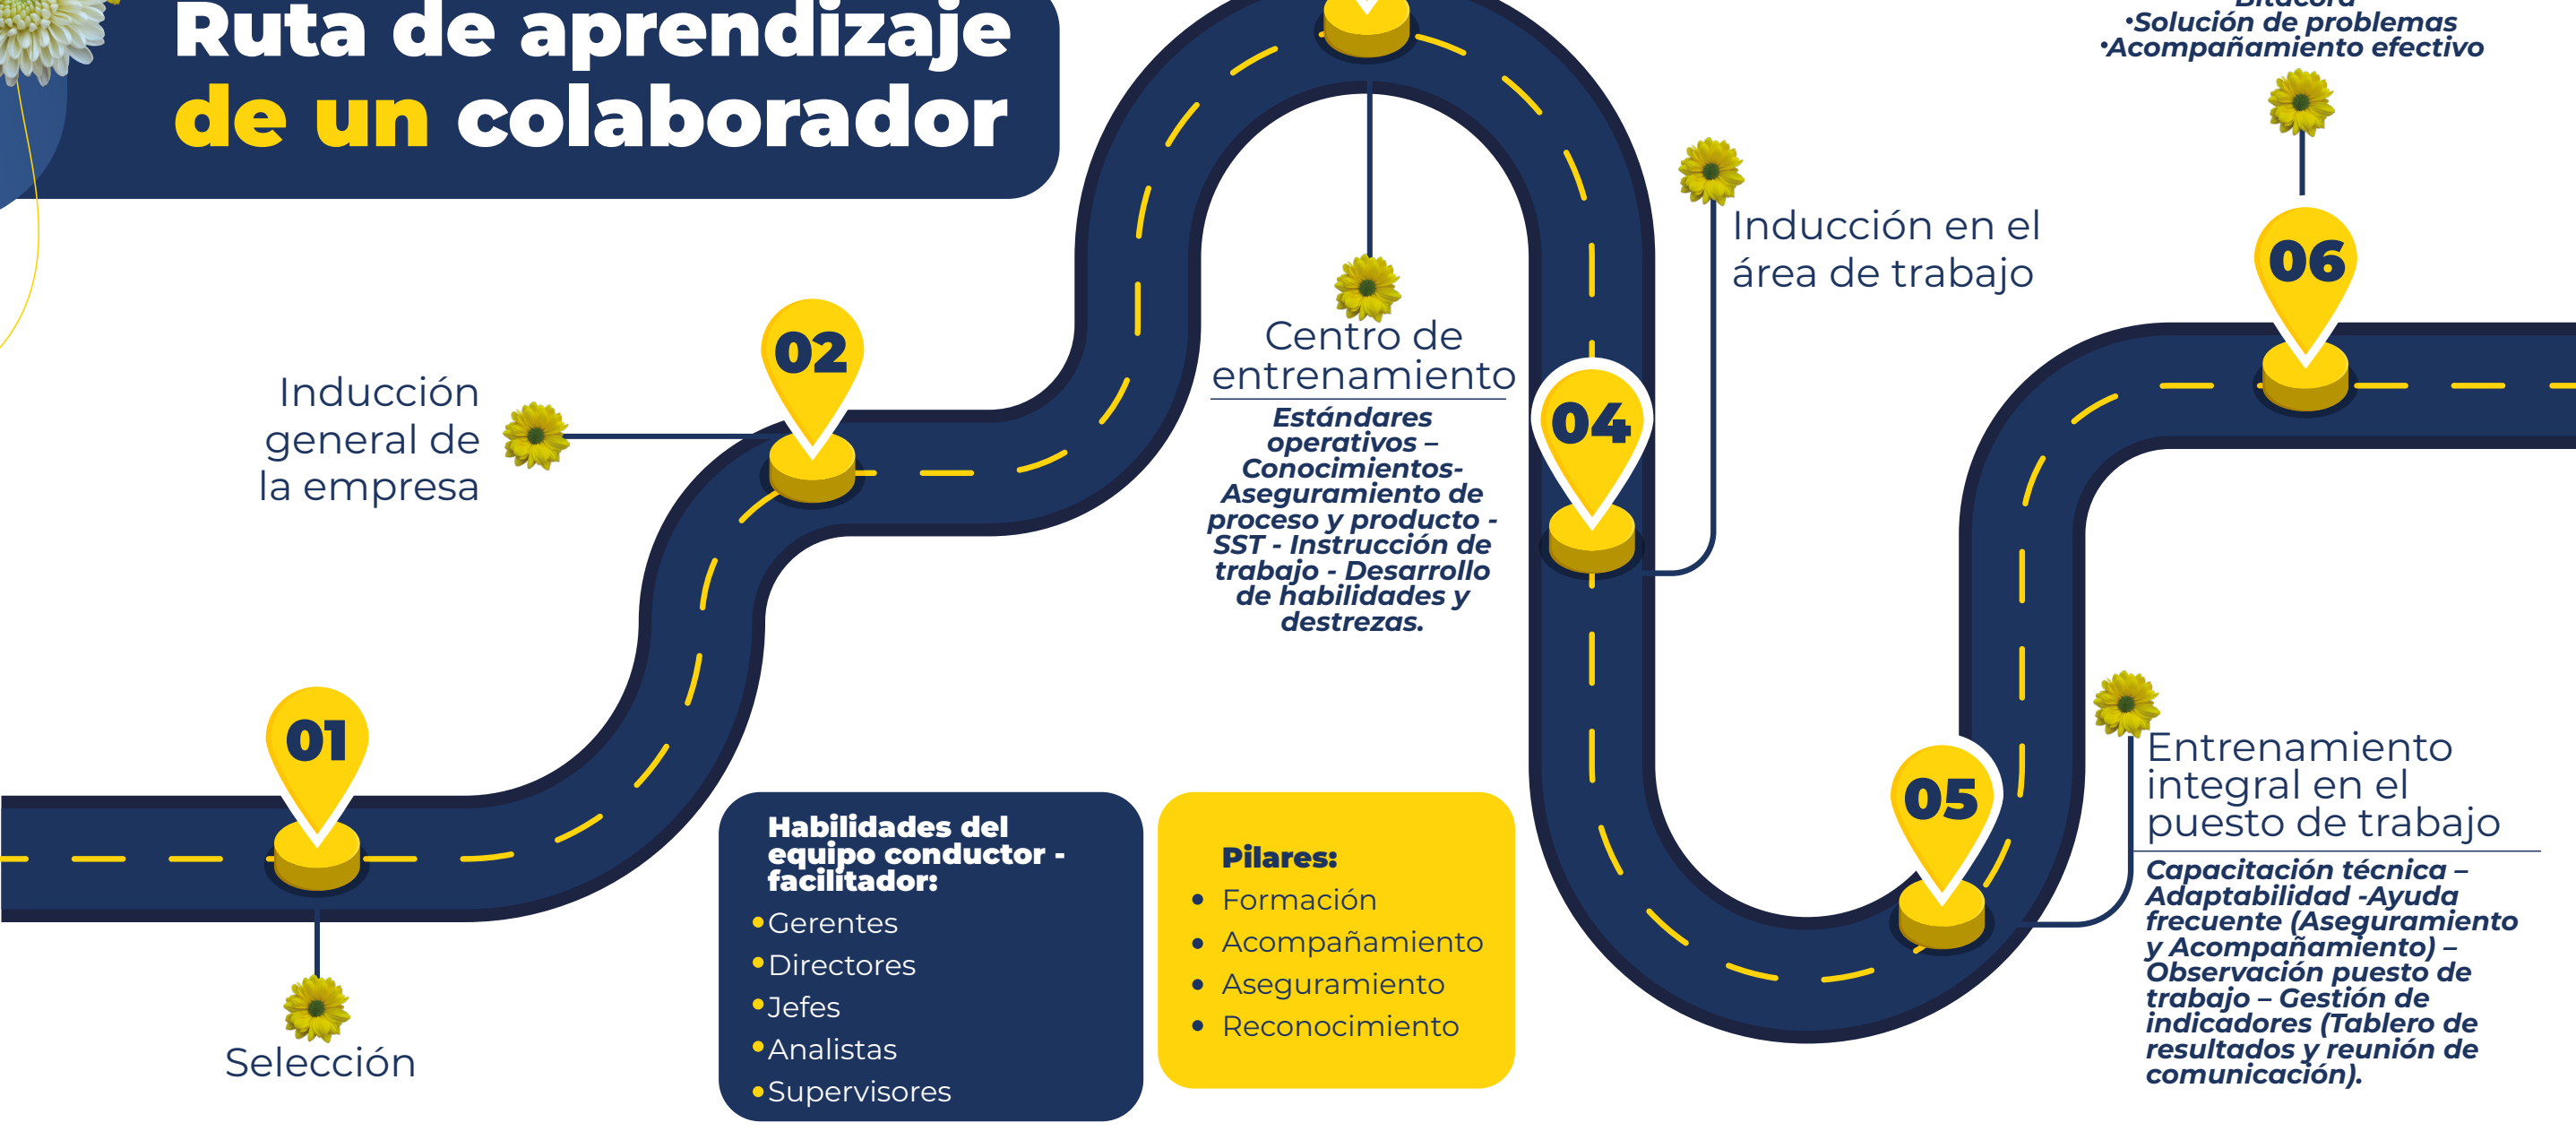 Ruta de aprendizaje
de un colaborador
Bitácora
•Solución de problemas
•Acompañamiento efectivo
Inducción en el
área de trabajo
06
02
Centro de
entrenamiento
Inducción
general de
la empresa
Estándares
operativos –
Conocimientos-
Aseguramiento de
proceso y producto -
SST - Instrucción de
trabajo - Desarrollo
de habilidades y
destrezas.
04
01
05
Entrenamiento
integral en el
puesto de trabajo
Capacitación técnica –
Adaptabilidad -Ayuda
frecuente (Aseguramiento
y Acompañamiento) –
Observación puesto de
trabajo – Gestión de
indicadores (Tablero de
resultados y reunión de
comunicación).
Habilidades del
equipo conductor -
facilitador:
• Gerentes
• Directores
• Jefes
• Analistas
• Supervisores
Pilares:
• Formación
• Acompañamiento
• Aseguramiento
• Reconocimiento
Selección